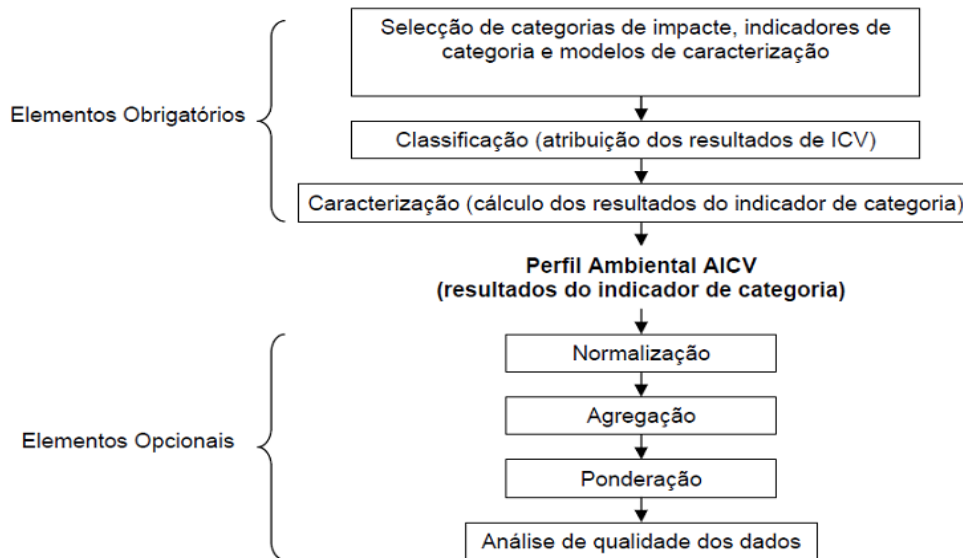 Selecção de categorias de impacte, indicadores de
categoria e modelos de caracterização
Elementos Obrigatórios
Classificação (atribuição dos resultados de ICV)
Caracterização (cálculo dos resultados do indicador de categoria)
Perfil Ambiental AICV
(resultados do indicador de categoria)
Normalização
Agregação
Elementos Opcionais
Ponderação
Análise de qualidade dos dados